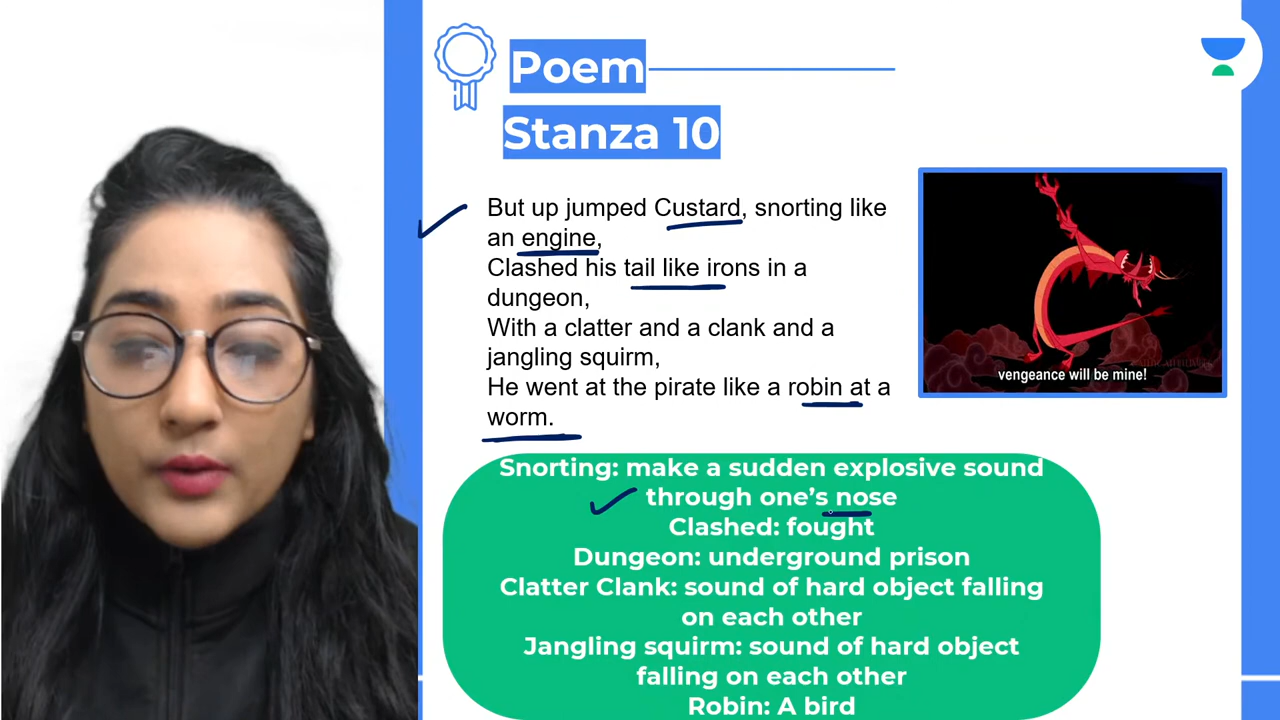 Poem
Stanza 10
But up jumped Custard, snorting like
an engine,
Clashed his tail like irons in a
dungeon,
With a clatter and a clank and a
jangling squirm,
He went at the pirate like a robin at a
worm.
vengeance will be mine!
Snorting: make a sudden explosive sound
through one’s nose
Clashed: fought
Dungeon: underground prison
Clatter Clank: sound of hard object falling
on each other
Jangling squirm: sound of hard object
falling on each other
Robin: A bird